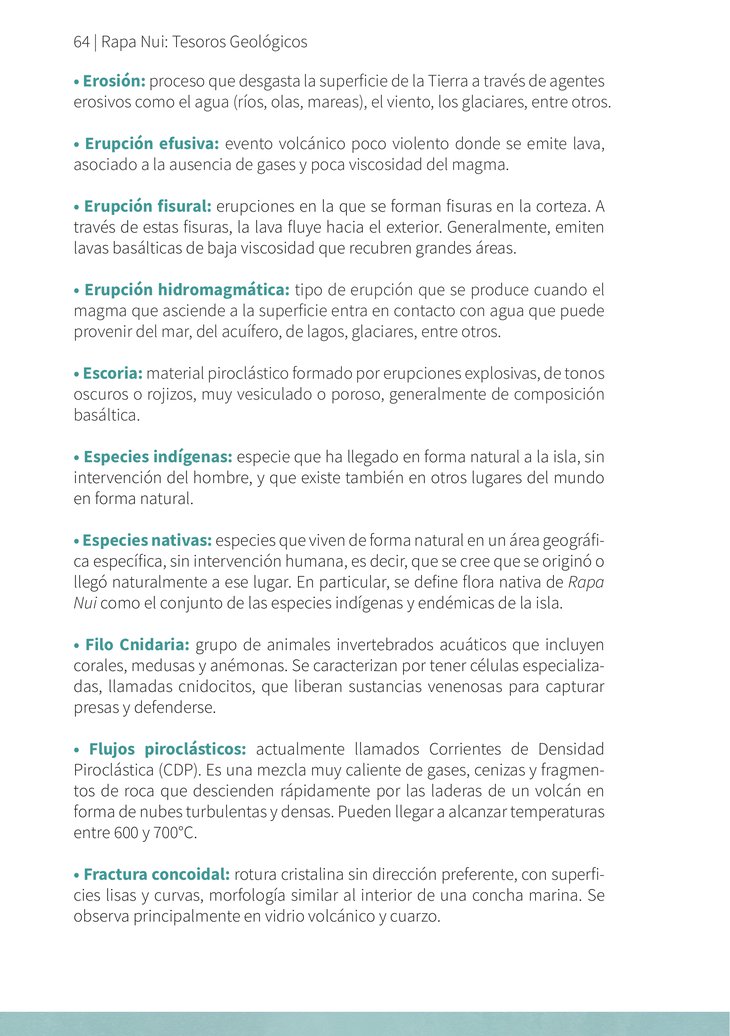 64 | Rapa Nui: Tesoros Geológicos
• Erosión: proceso que desgasta la superficie de la Tierra a través de agentes
erosivos como el agua (ríos, olas, mareas), el viento, los glaciares, entre otros.
• Erupción efusiva: evento volcánico poco violento donde se emite lava,
asociado a la ausencia de gases y poca viscosidad del magma.
• Erupción fisural: erupciones en la que se forman fisuras en la corteza. A
través de estas fisuras, la lava fluye hacia el exterior. Generalmente, emiten
lavas basálticas de baja viscosidad que recubren grandes áreas.
• Erupción hidromagmática: tipo de erupción que se produce cuando el
magma que asciende a la superficie entra en contacto con agua que puede
provenir del mar, del acuífero, de lagos, glaciares, entre otros.
• Escoria: material piroclástico formado por erupciones explosivas, de tonos
oscuros o rojizos, muy vesiculado o poroso, generalmente de composición
basáltica.
• Especies indígenas: especie que ha llegado en forma natural a la isla, sin
intervención del hombre, y que existe también en otros lugares del mundo
en forma natural.
• Especies nativas: especies que viven de forma natural en un área geográfi-
ca específica, sin intervención humana, es decir, que se cree que se originó o
llegó naturalmente a ese lugar. En particular, se define flora nativa de Rapa
Nui como el conjunto de las especies indígenas y endémicas de la isla.
• Filo Cnidaria: grupo de animales invertebrados acuáticos que incluyen
corales, medusas y anémonas. Se caracterizan por tener células especializa-
das, llamadas cnidocitos, que liberan sustancias venenosas para capturar
presas y defenderse.
• Flujos piroclásticos: actualmente llamados Corrientes de Densidad
Piroclástica (CDP). Es una mezcla muy caliente de gases, cenizas y fragmen-
tos de roca que descienden rápidamente por las laderas de un volcán en
forma de nubes turbulentas y densas. Pueden llegar a alcanzar temperaturas
entre 600 y 700°C.
• Fractura concoidal: rotura cristalina sin dirección preferente, con superfi-
cies lisas y curvas, morfología similar al interior de una concha marina. Se
observa principalmente en vidrio volcánico y cuarzo.